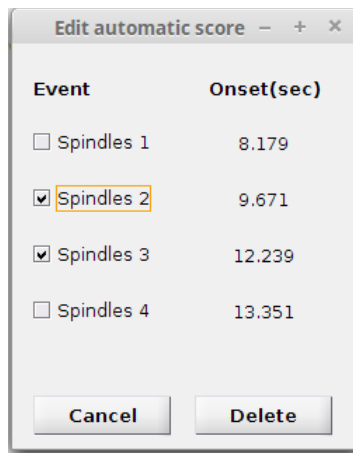 Edit automatic score
Event Onset(sec)
Spindles 1 8.179
Spindles 2 9.671
Spindles 3 12.239
Spindles 4 13.351
Cancel Delete